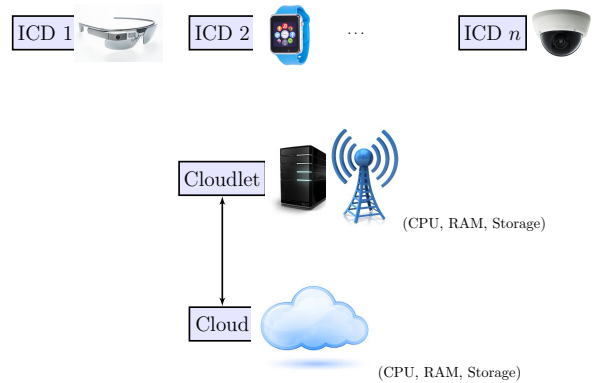 ICD 1
ICD 2
...
ICD n
Cloudlet
(CPU, RAM, Storage)
Cloud
(CPU, RAM, Storage)